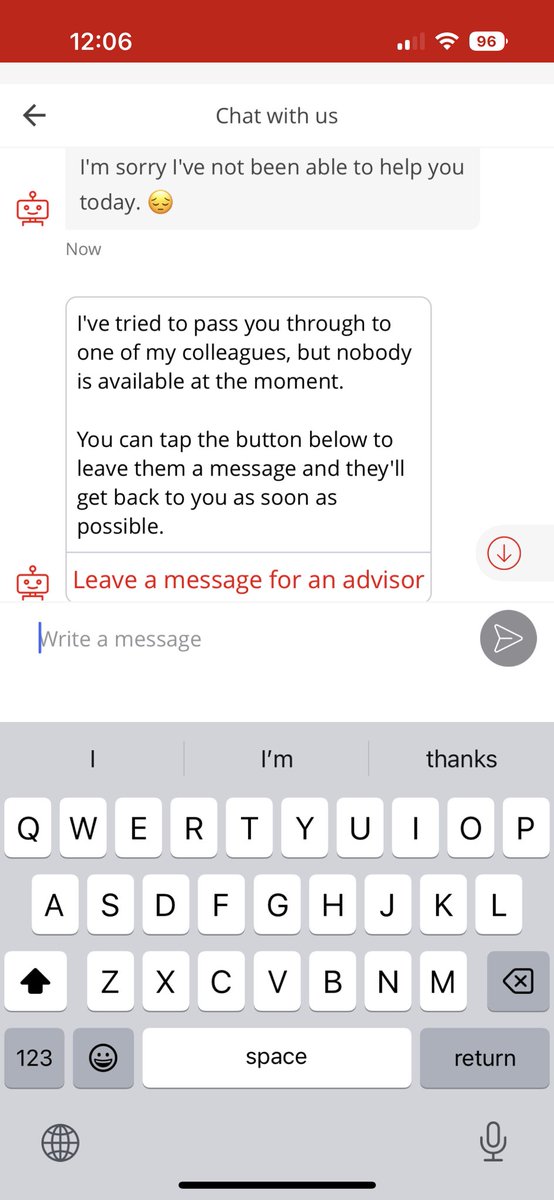 12:06
96
Chat with us
I'm sorry I've not been able to help you
today. 😔
Now
I've tried to pass you through to
one of my colleagues, but nobody
is available at the moment.
You can tap the button below to
leave them a message and they'll
get back to you as soon as
possible.
Leave a message for an advisor
Write a message
I I'm thanks
Q W E R T Y U I O P
A S D F G H J K L
Z X C V B N M
123 space return